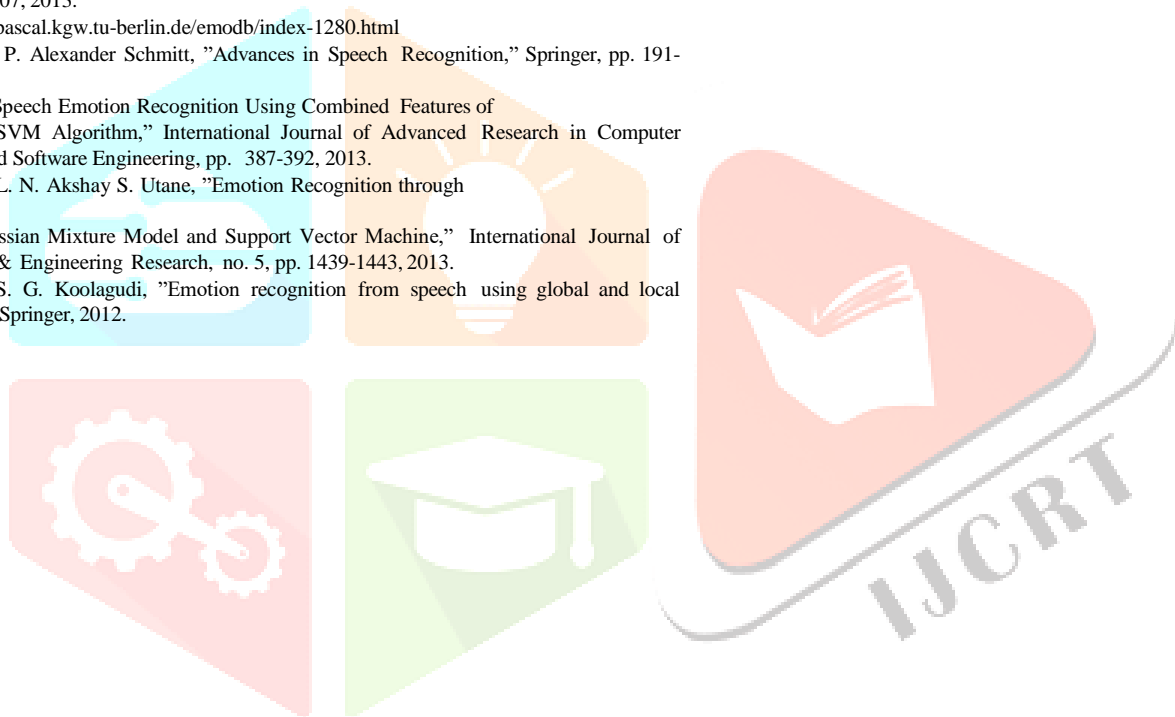 07, 2013.
pascal.kgw.tu-berlin.de/emodb/index-1280.html
P. Alexander Schmitt, ”Advances in Speech Recognition,” Springer, pp. 191-
Speech Emotion Recognition Using Combined Features of
SVM Algorithm,” International Journal of Advanced Research in Computer
d Software Engineering, pp. 387-392, 2013.
L. N. Akshay S. Utane, ”Emotion Recognition through
ssian Mixture Model and Support Vector Machine,” International Journal of
& Engineering Research, no. 5, pp. 1439-1443, 2013.
S. G. Koolagudi, ”Emotion recognition from speech using global and local
Springer, 2012.
IJCRT